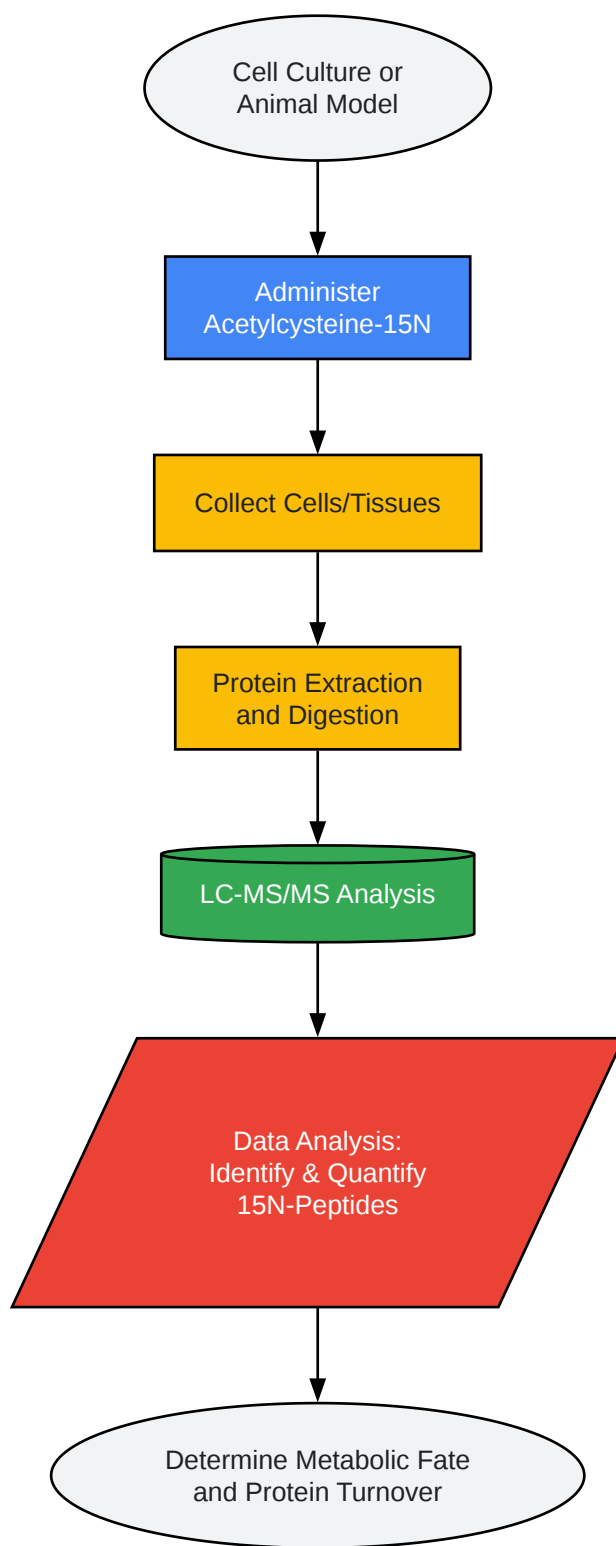 Cell Culture or
Animal Model
Administer
Acetylcysteine-15N
Collect Cells/Tissues
Protein Extraction
and Digestion
LC-MS/MS Analysis
Data Analysis:
Identify & Quantify
15N-Peptides
Determine Metabolic Fate
and Protein Turnover